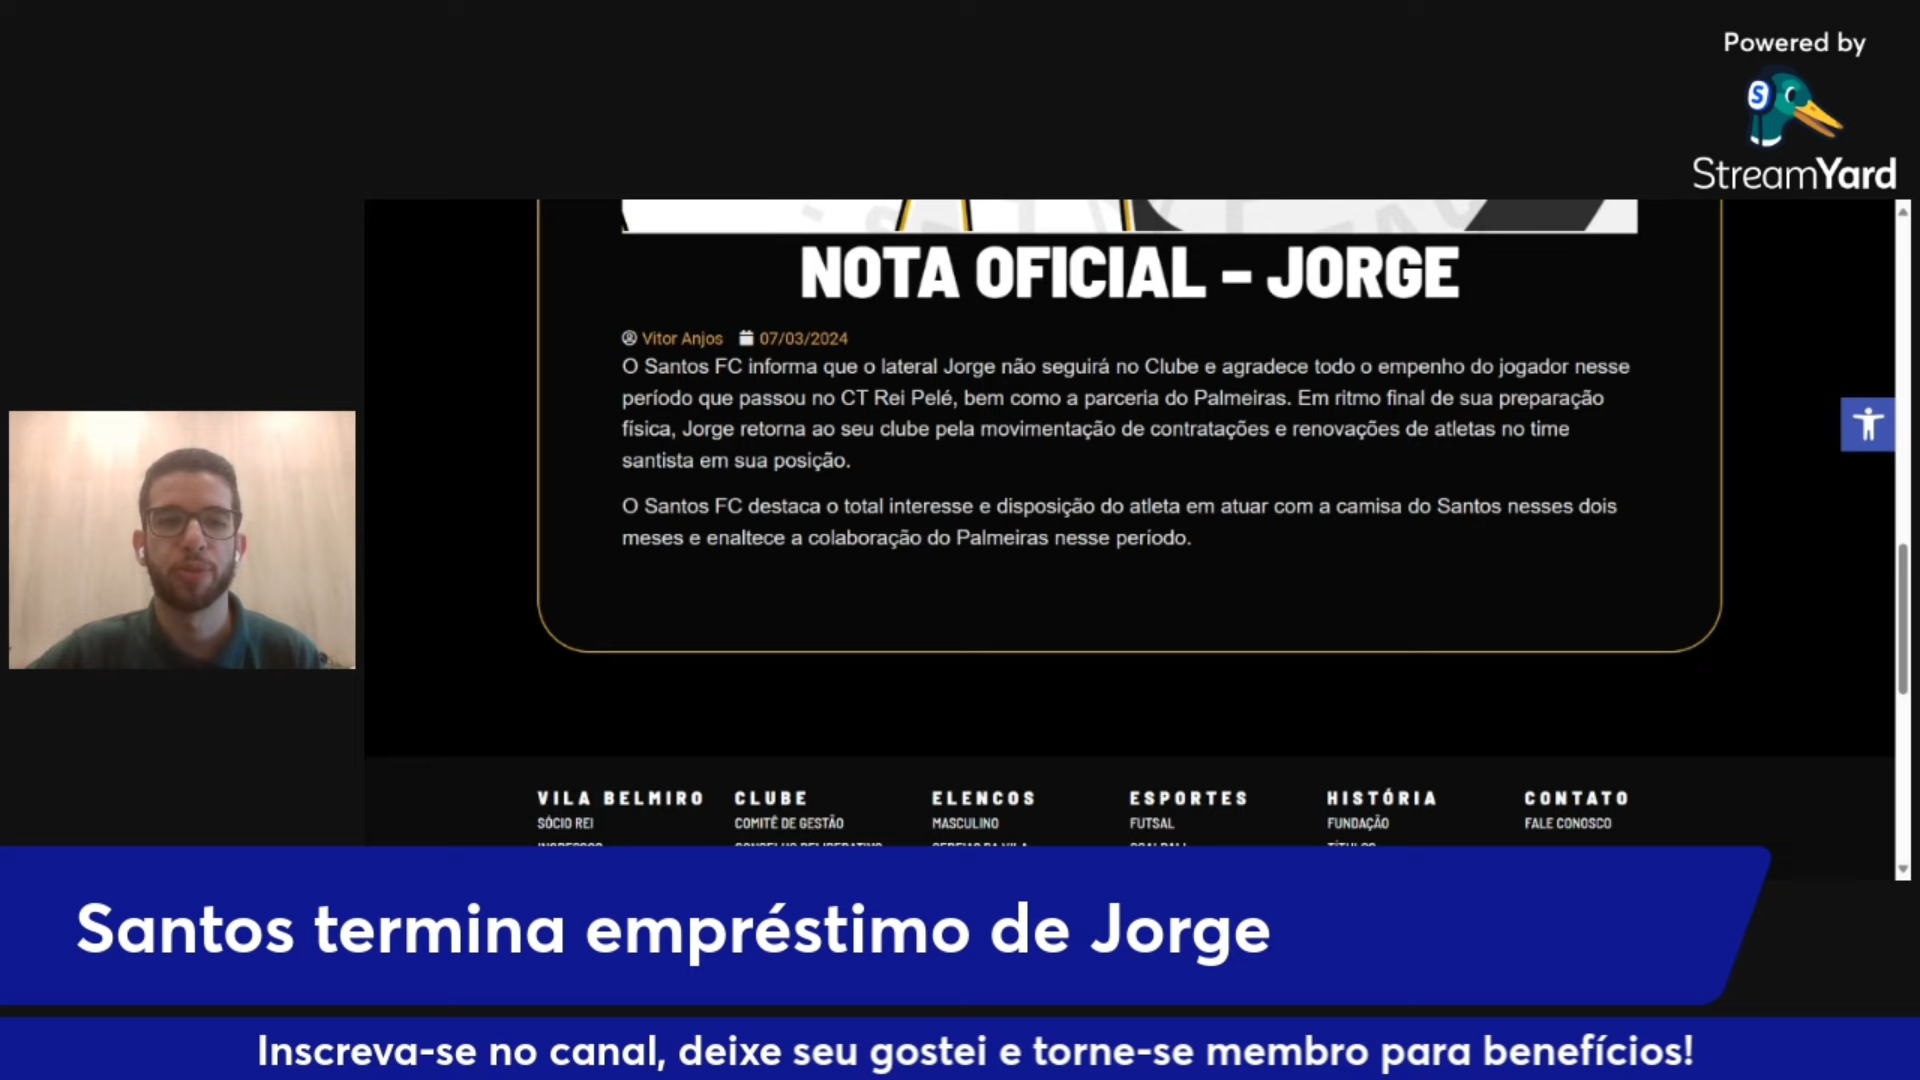 Powered by
StreamYard
NOTA OFICIAL – JORGE
Vitor Anjos 07/03/2024
O Santos FC informa que o lateral Jorge não seguirá no Clube e agradece todo o empenho do jogador nesse
período que passou no CT Rei Pelé, bem como a parceria do Palmeiras. Em ritmo final de sua preparação
física, Jorge retorna ao seu clube pela movimentação de contratações e renovações de atletas no time
santista em sua posição.
O Santos FC destaca o total interesse e disposição do atleta em atuar com a camisa do Santos nesses dois
meses e enaltece a colaboração do Palmeiras nesse período.
VILA BELMIRO CLUBE ELENCOS ESPORTES HISTÓRIA CONTATO
SÓCIO REI COMITÊ DE GESTÃO MASCULINO FUTSAL FUNDAÇÃO FALE CONOSCO
Santos termina empréstimo de Jorge
Inscreva-se no canal, deixe seu gostei e torne-se membro para benefícios!